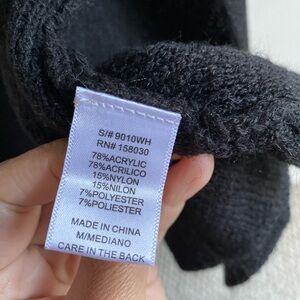 S/# 9010WH
RN# 158030
78%ACRYLIC
78%ACRILICO
15%NYLON
15%NILON
7%POLYESTER
7%POLIESTER
MADE IN CHINA
M/MEDIANO
CARE IN THE BACK